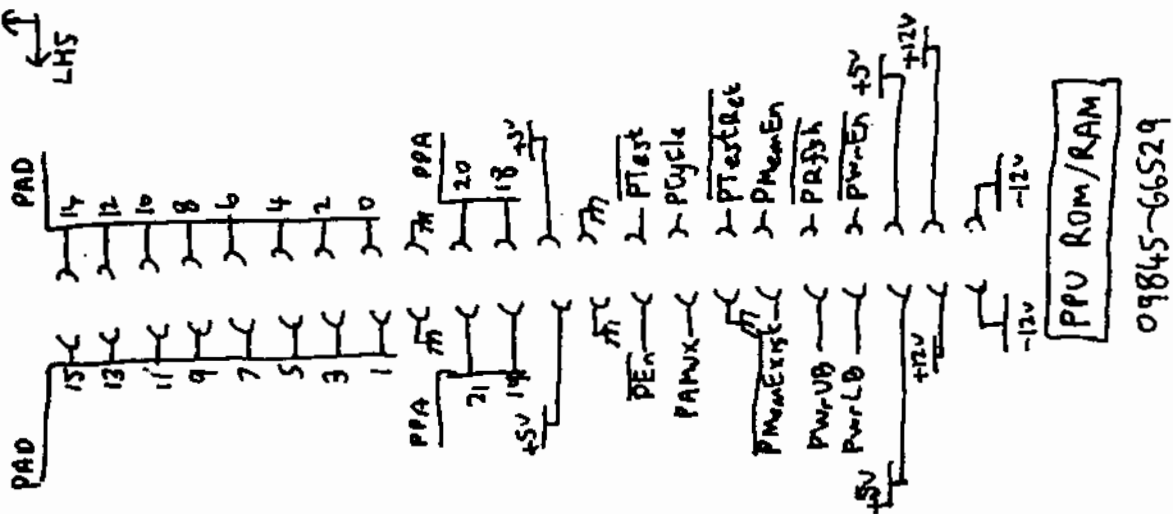 LHS
PAD
14
12
10
8
6
4
2
0
PPA
20
18
+5V
PTest
PCycle
PTestRet
PMemEn
PRfsh
PWrEn
+5V
+12V
-12V
PAD
15
13
11
9
7
5
3
1
PPA
21
19
+5V
PEn
PAMUX
PMemExist
PWrUB
PWrLB
+5V
+12V
-12V
PPU ROM/RAM
09845-66529